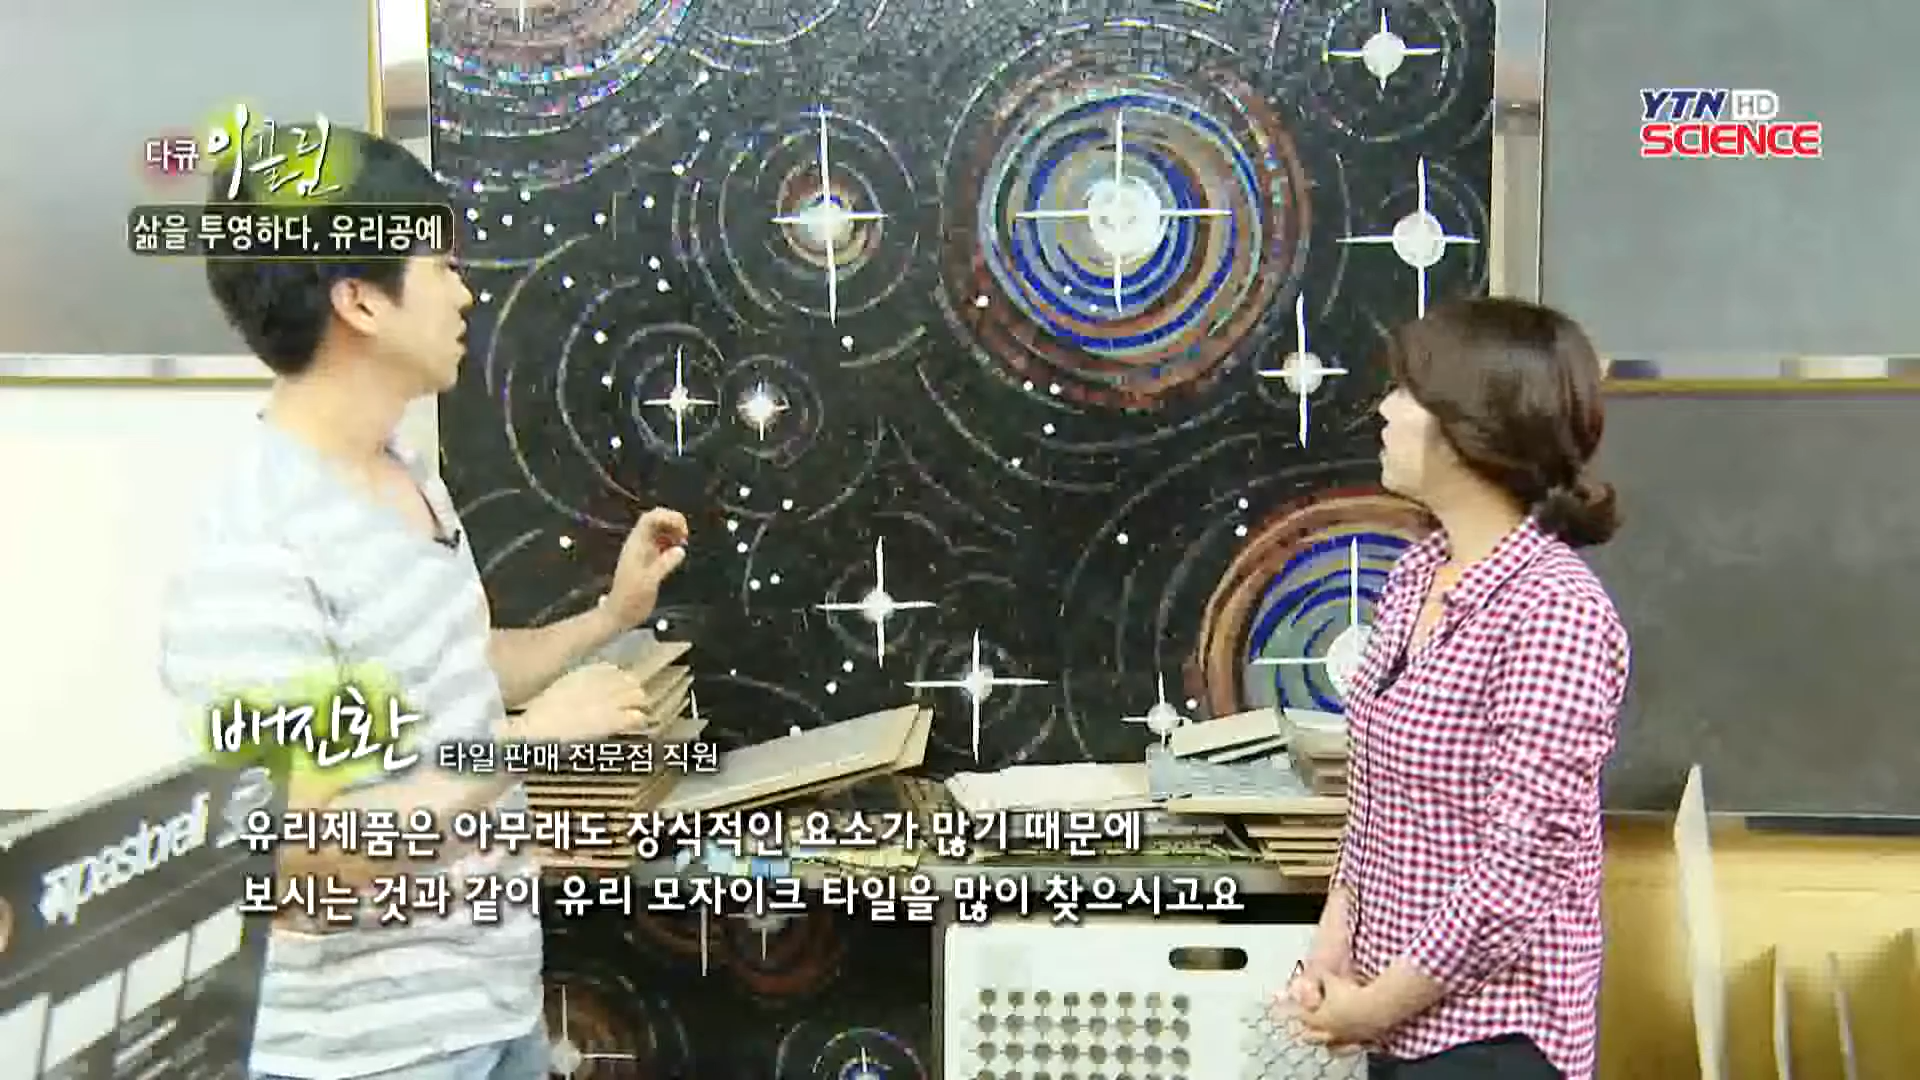 다큐 이끌림
삶을 투영하다, 유리공예
YTN HD
SCIENCE
배진환
타일 판매 전문점 직원
유리제품은 아무래도 장식적인 요소가 많기 때문에
보시는 것과 같이 유리 모자이크 타일을 많이 찾으시고요